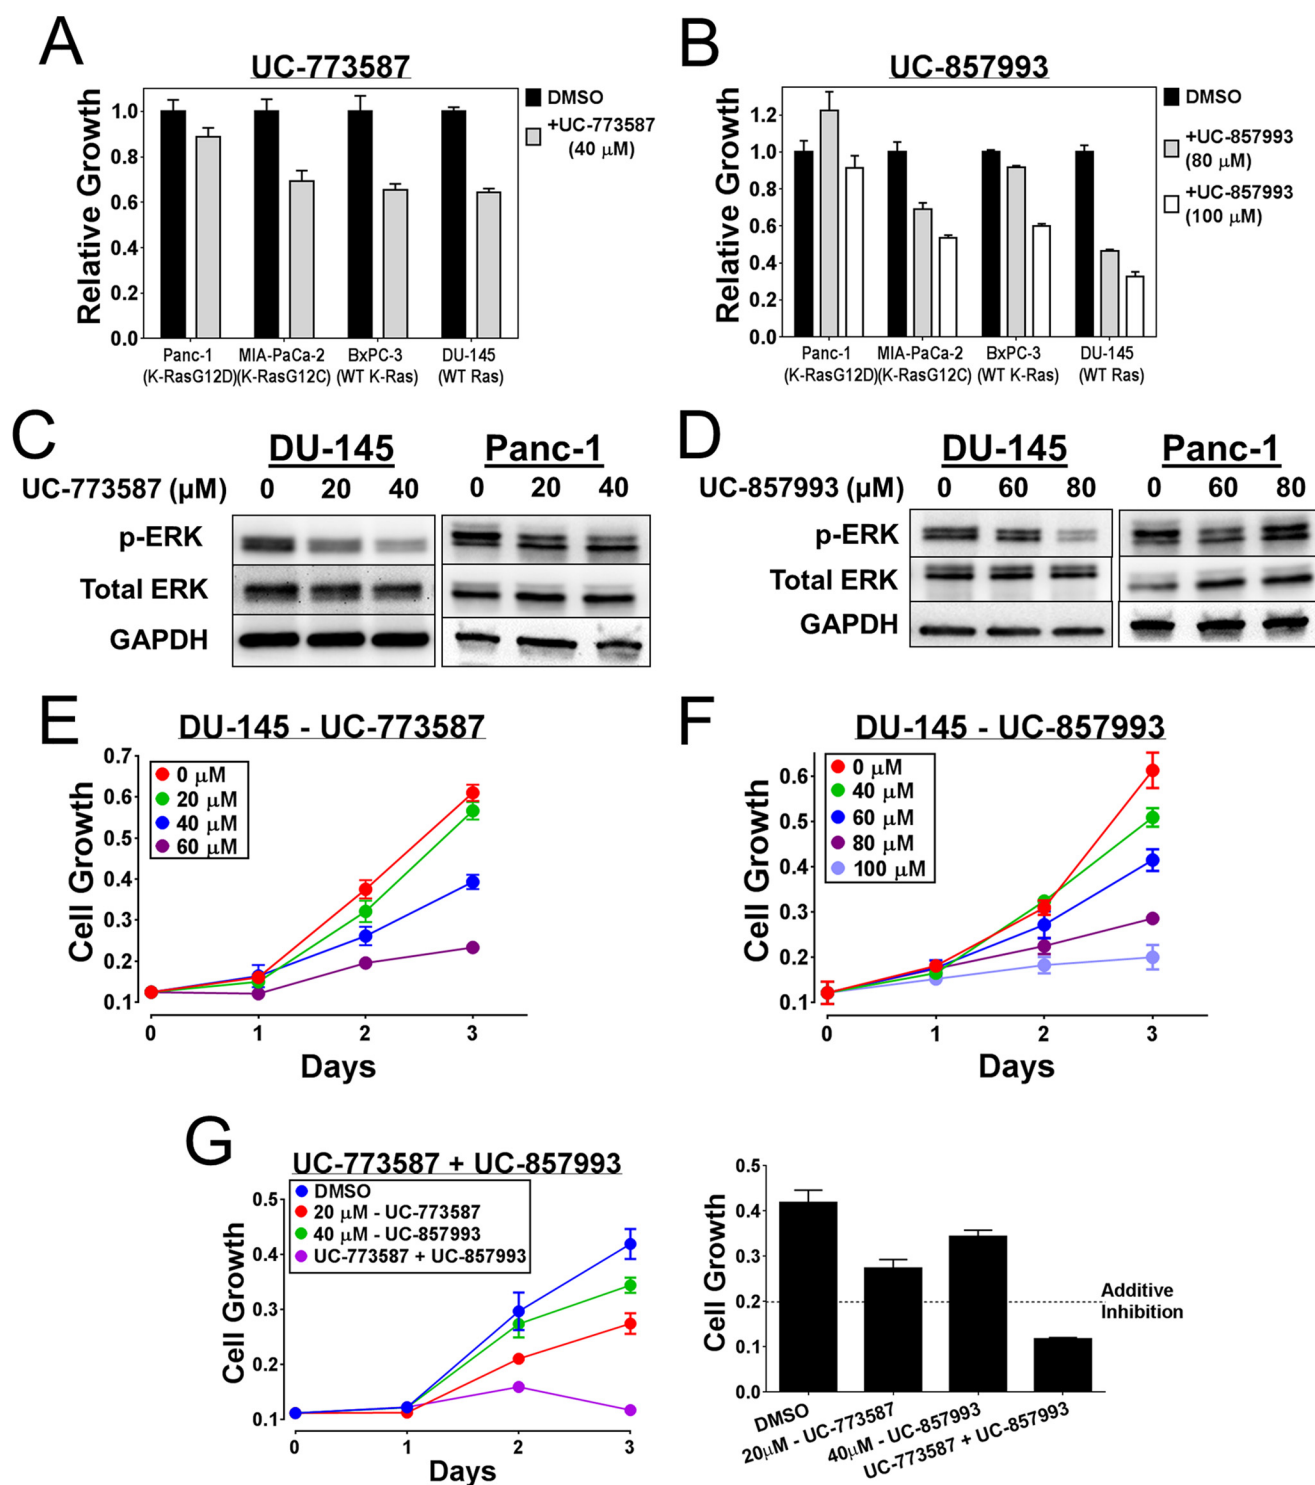 A
UC-773587
Relative Growth
1.0
0.8
0.6
0.4
0.2
0.0
DMSO
+UC-773587
(40 μM)
Panc-1
(K-RasG12D)
MIA-PaCa-2
(K-RasG12C)
BxPC-3
(WT K-Ras)
DU-145
(WT Ras)
B
UC-857993
Relative Growth
1.2
1.0
0.8
0.6
0.4
0.2
0.0
DMSO
+UC-857993
(80 μM)
+UC-857993
(100 μM)
Panc-1
(K-RasG12D)
MIA-PaCa-2
(K-RasG12C)
BxPC-3
(WT K-Ras)
DU-145
(WT Ras)
C
DU-145
Panc-1
UC-773587 (μM) 0 20 40 0 20 40
p-ERK
Total ERK
GAPDH
D
DU-145
Panc-1
UC-857993 (μM) 0 60 80 0 60 80
p-ERK
Total ERK
GAPDH
E
DU-145 - UC-773587
Cell Growth
0.7
0.6
0.5
0.4
0.3
0.2
0.1
0 μM
20 μM
40 μM
60 μM
0 1 2 3
Days
F
DU-145 - UC-857993
Cell Growth
0.6
0.5
0.4
0.3
0.2
0.1
0 μM
40 μM
60 μM
80 μM
100 μM
0 1 2 3
Days
G
UC-773587 + UC-857993
Cell Growth
0.5
0.4
0.3
0.2
0.1
DMSO
20 μM - UC-773587
40 μM - UC-857993
UC-773587 + UC-857993
0 1 2 3
Days
Cell Growth
0.5
0.4
0.3
0.2
0.1
0.0
Additive
Inhibition
DMSO
20μM - UC-773587
40μM - UC-857993
UC-773587 + UC-857993